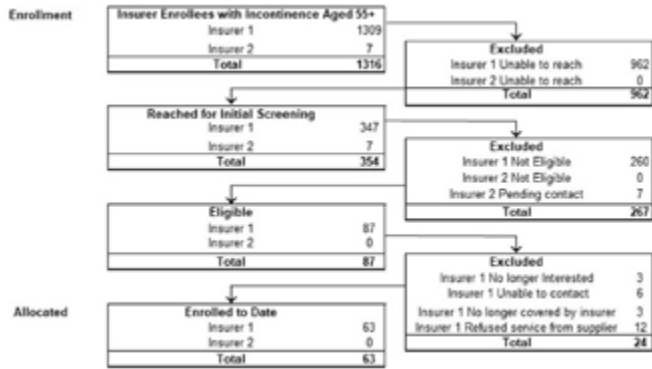 Enrollment
Insurer Enrollees with Incontinence Aged 55+
Insurer 1 1309
Insurer 2 7
Total 1316
Excluded
Insurer 1 Unable to reach 962
Insurer 2 Unable to reach 0
Total 962
Reached for Initial Screening
Insurer 1 347
Insurer 2 7
Total 354
Excluded
Insurer 1 Not Eligible 260
Insurer 2 Not Eligible 0
Insurer 2 Pending contact 7
Total 267
Eligible
Insurer 1 87
Insurer 2 0
Total 87
Excluded
Insurer 1 No longer Interested 3
Insurer 1 Unable to contact 6
Insurer 1 No longer covered by insurer 3
Insurer 1 Refused service from supplier 12
Total 24
Allocated
Enrolled to Date
Insurer 1 63
Insurer 2 0
Total 63